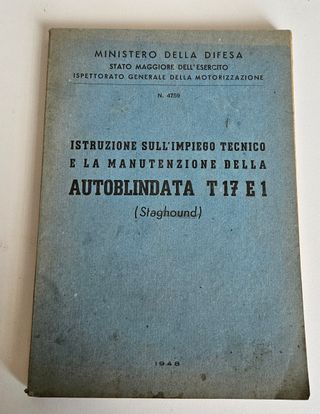 MINISTERO DELLA DIFESA
STATO MAGGIORE DELL'ESERCITO
ISPETTORATO GENERALE DELLA MOTORIZZAZIONE
N. 4759
ISTRUZIONE SULL'IMPIEGO TECNICO
E LA MANUTENZIONE DELLA
AUTOBLINDATA T 17 E 1
(Staghound)
1948